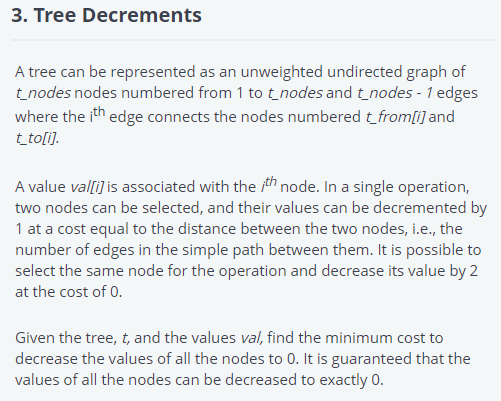 3. Tree Decrements
A tree can be represented as an unweighted undirected graph of
t_nodes nodes numbered from 1 to t_nodes and t_nodes - 1 edges
where the ith edge connects the nodes numbered t_from[i] and
t_to[i].
A value val[i] is associated with the ith node. In a single operation,
two nodes can be selected, and their values can be decremented by
1 at a cost equal to the distance between the two nodes, i.e., the
number of edges in the simple path between them. It is possible to
select the same node for the operation and decrease its value by 2
at the cost of 0.
Given the tree, t, and the values val, find the minimum cost to
decrease the values of all the nodes to 0. It is guaranteed that the
values of all the nodes can be decreased to exactly 0.